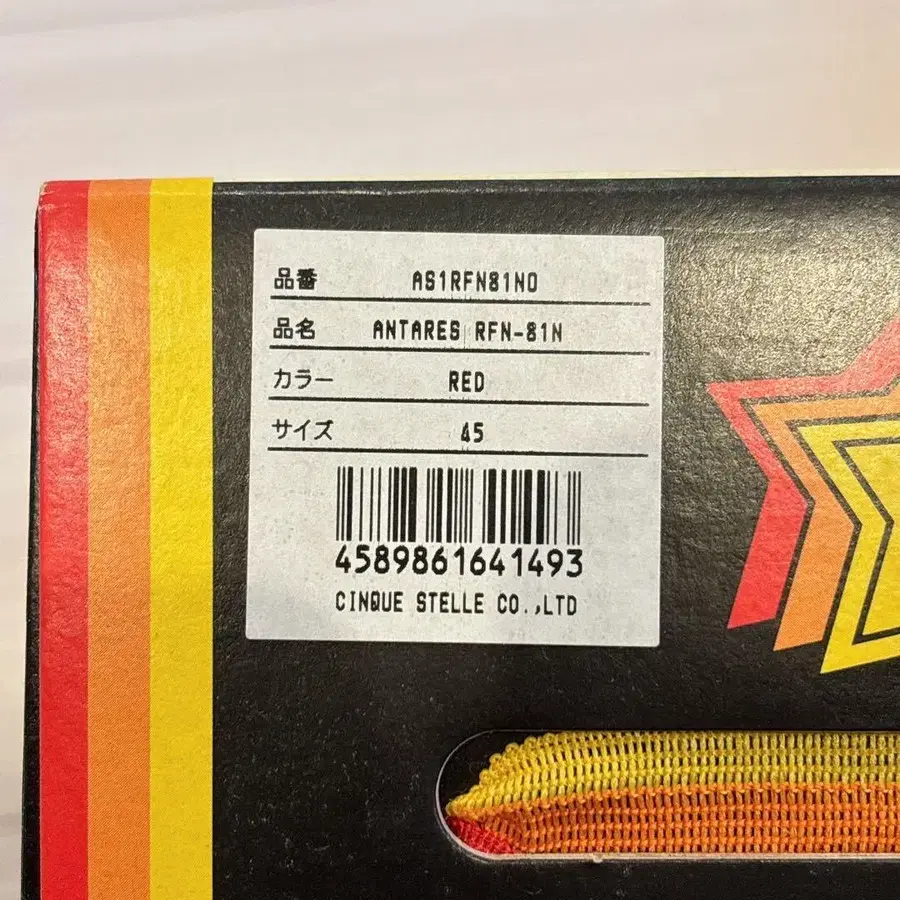 品番 AS1RFN81NO
品名 ANTARES RFN-81N
カラー RED
サイズ 45
4589861641493
CINQUE STELLE CO.,LTD